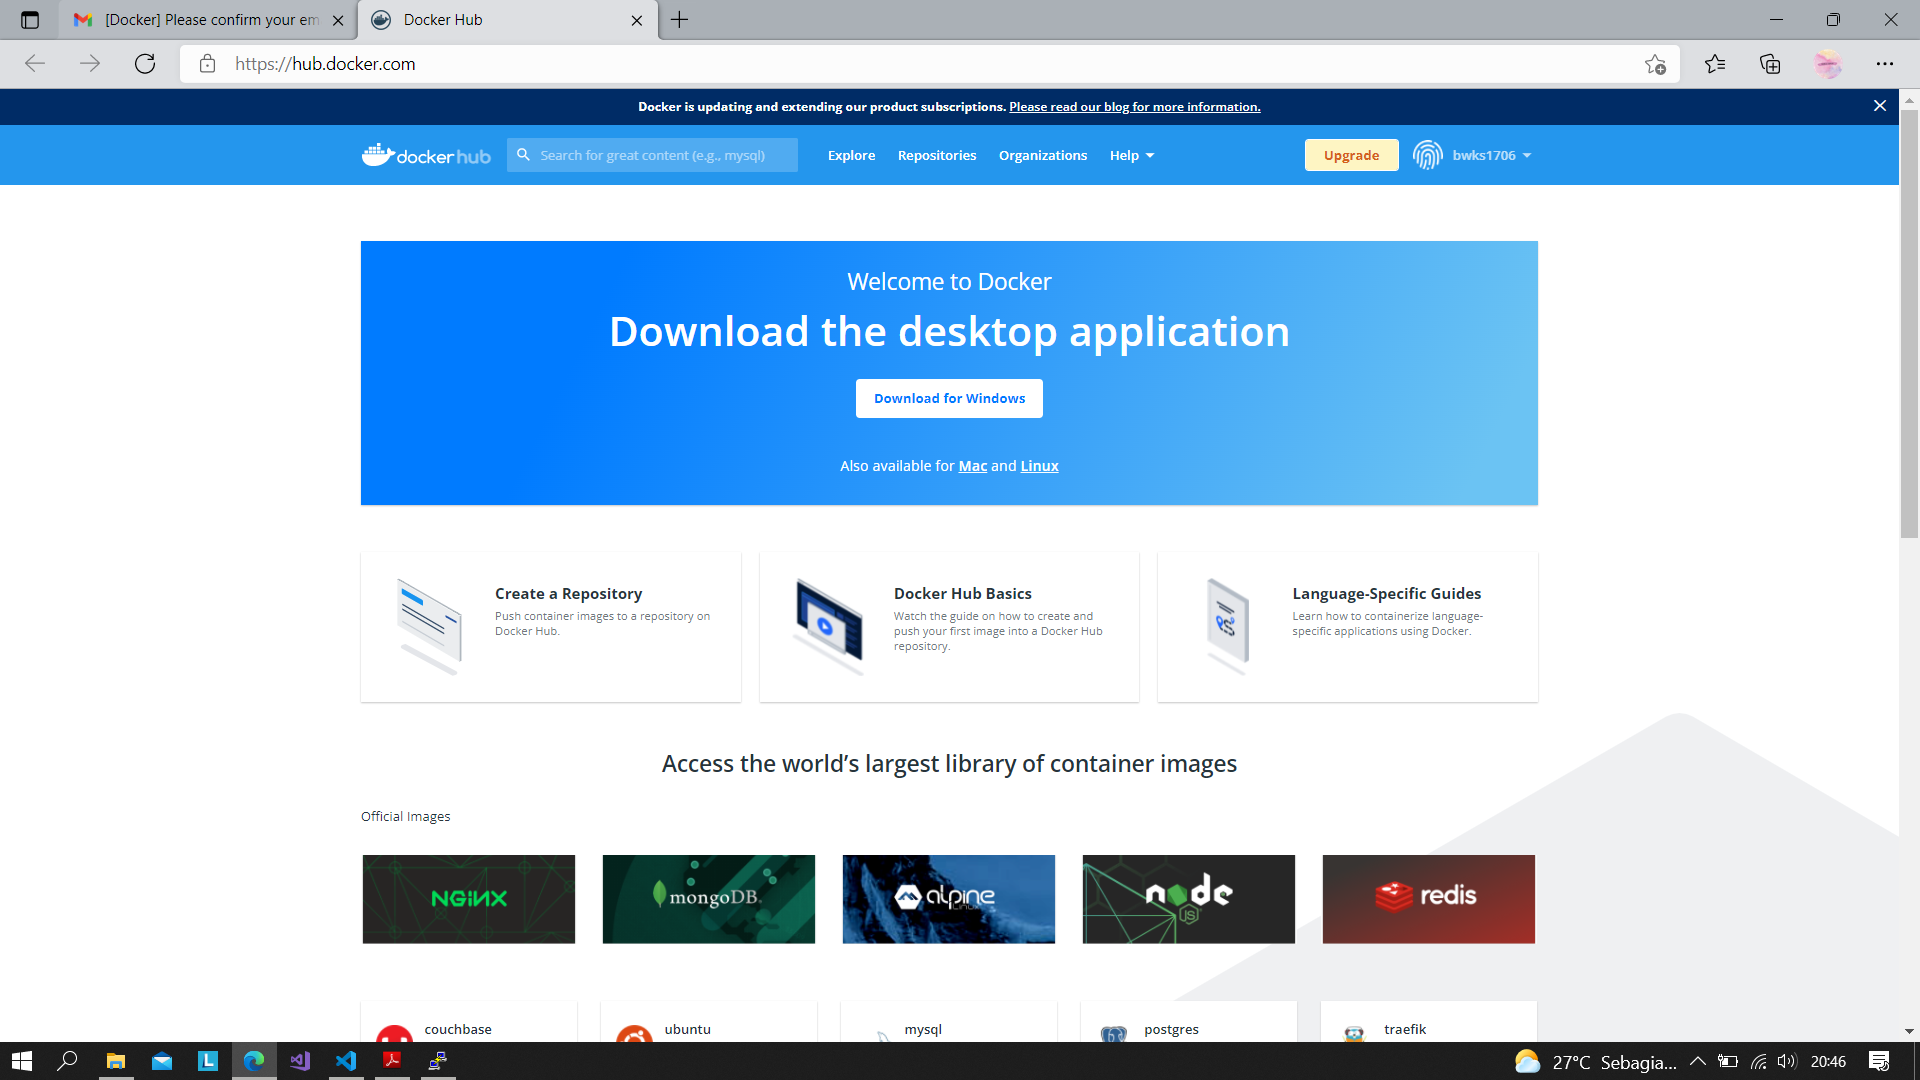 [Docker] Please confirm your em
Docker Hub
https://hub.docker.com
Docker is updating and extending our product subscriptions. Please read our blog for more information.
docker hub
Search for great content (e.g., mysql)
Explore
Repositories
Organizations
Help
Upgrade
bwks1706
Welcome to Docker
Download the desktop application
Download for Windows
Also available for Mac and Linux
Create a Repository
Push container images to a repository on
Docker Hub.
Docker Hub Basics
Watch the guide on how to create and
push your first image into a Docker Hub
repository.
Language-Specific Guides
Learn how to containerize language-
specific applications using Docker.
Access the world’s largest library of container images
Official Images
NGINX
mongoDB
alpine
Linux
node
JS
redis
couchbase
ubuntu
mysql
postgres
traefik
27°C Sebagia...
20:46